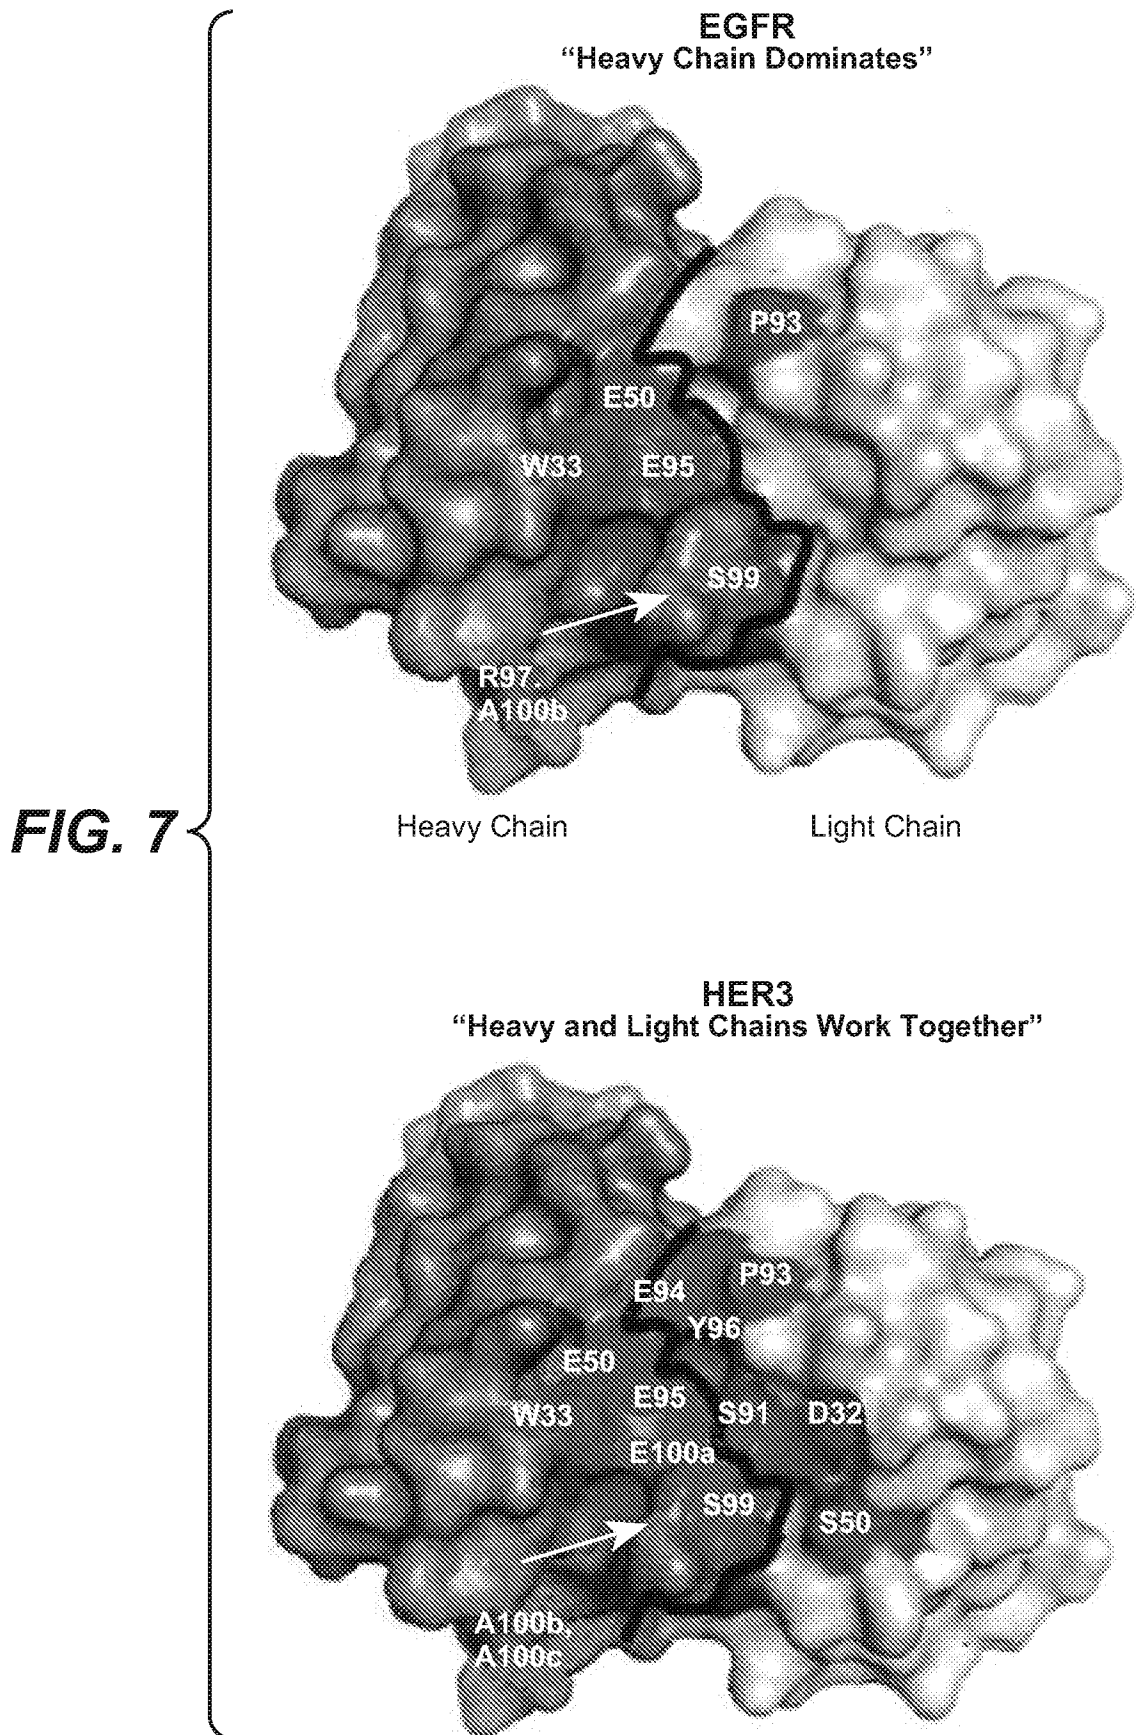 EGFR
“Heavy Chain Dominates”
P93
E50
W33
E95
S99
R97,
A100b
FIG. 7
Heavy Chain
Light Chain
HER3
“Heavy and Light Chains Work Together”
P93
E94
Y96
E50
E95
S91
D32
W33
E100a
S99
S50
A100b,
A100c